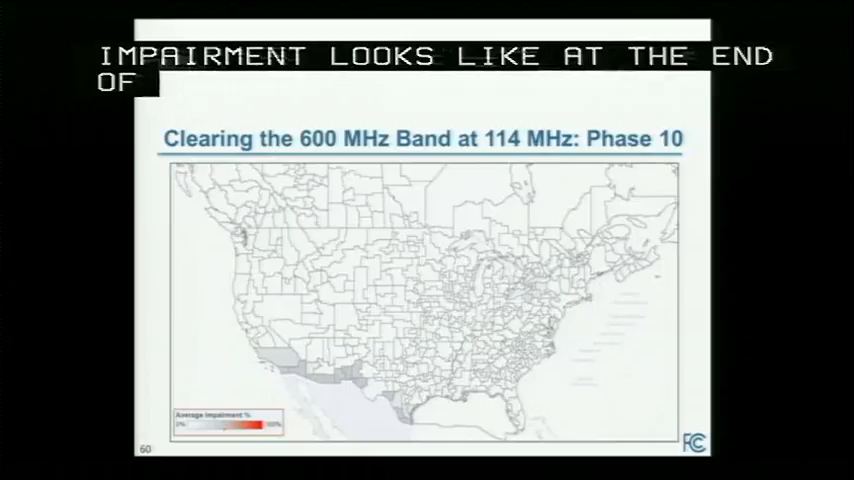 IMPAIRMENT LOOKS LIKE AT THE END
OF
Clearing the 600 MHz Band at 114 MHz: Phase 10
Average Impairment %
0% 100%
60
FCC